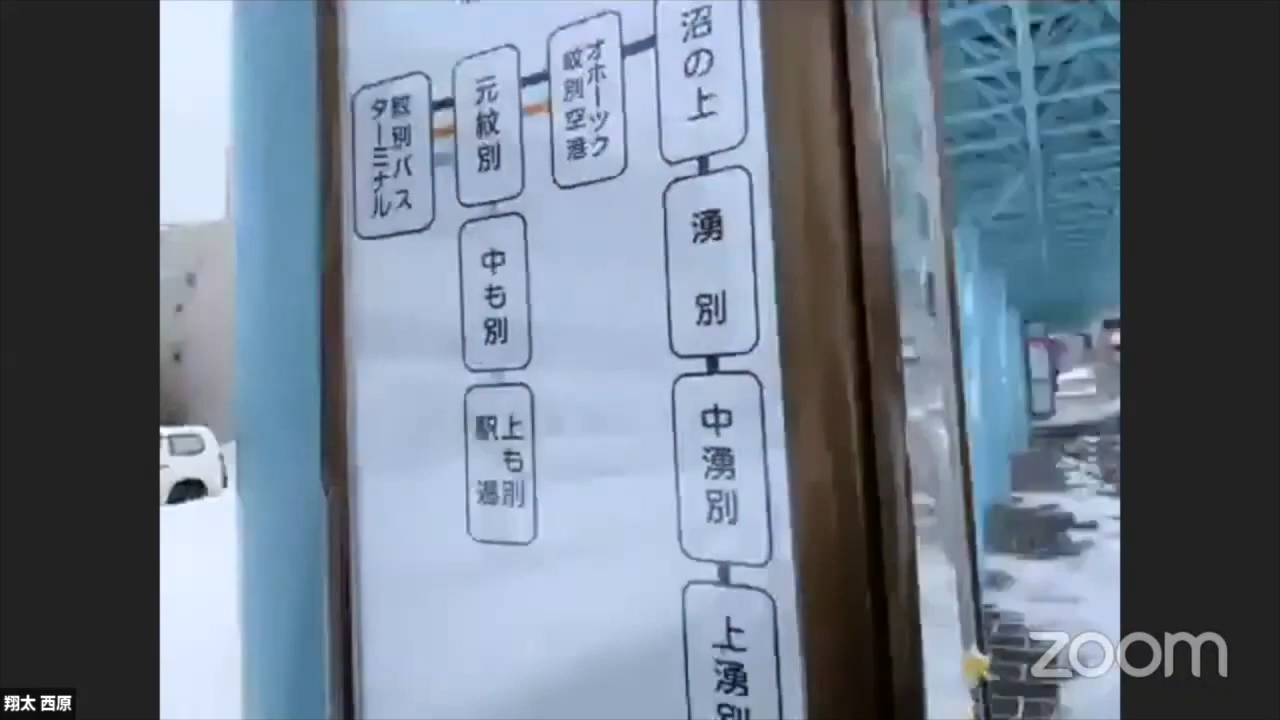 紋別バス
ターミナル
元紋別
オホーツク
紋別空港
沼の上
中も別
上も別
駅逓
湧別
中湧別
上湧別
翔太 西原
zoom